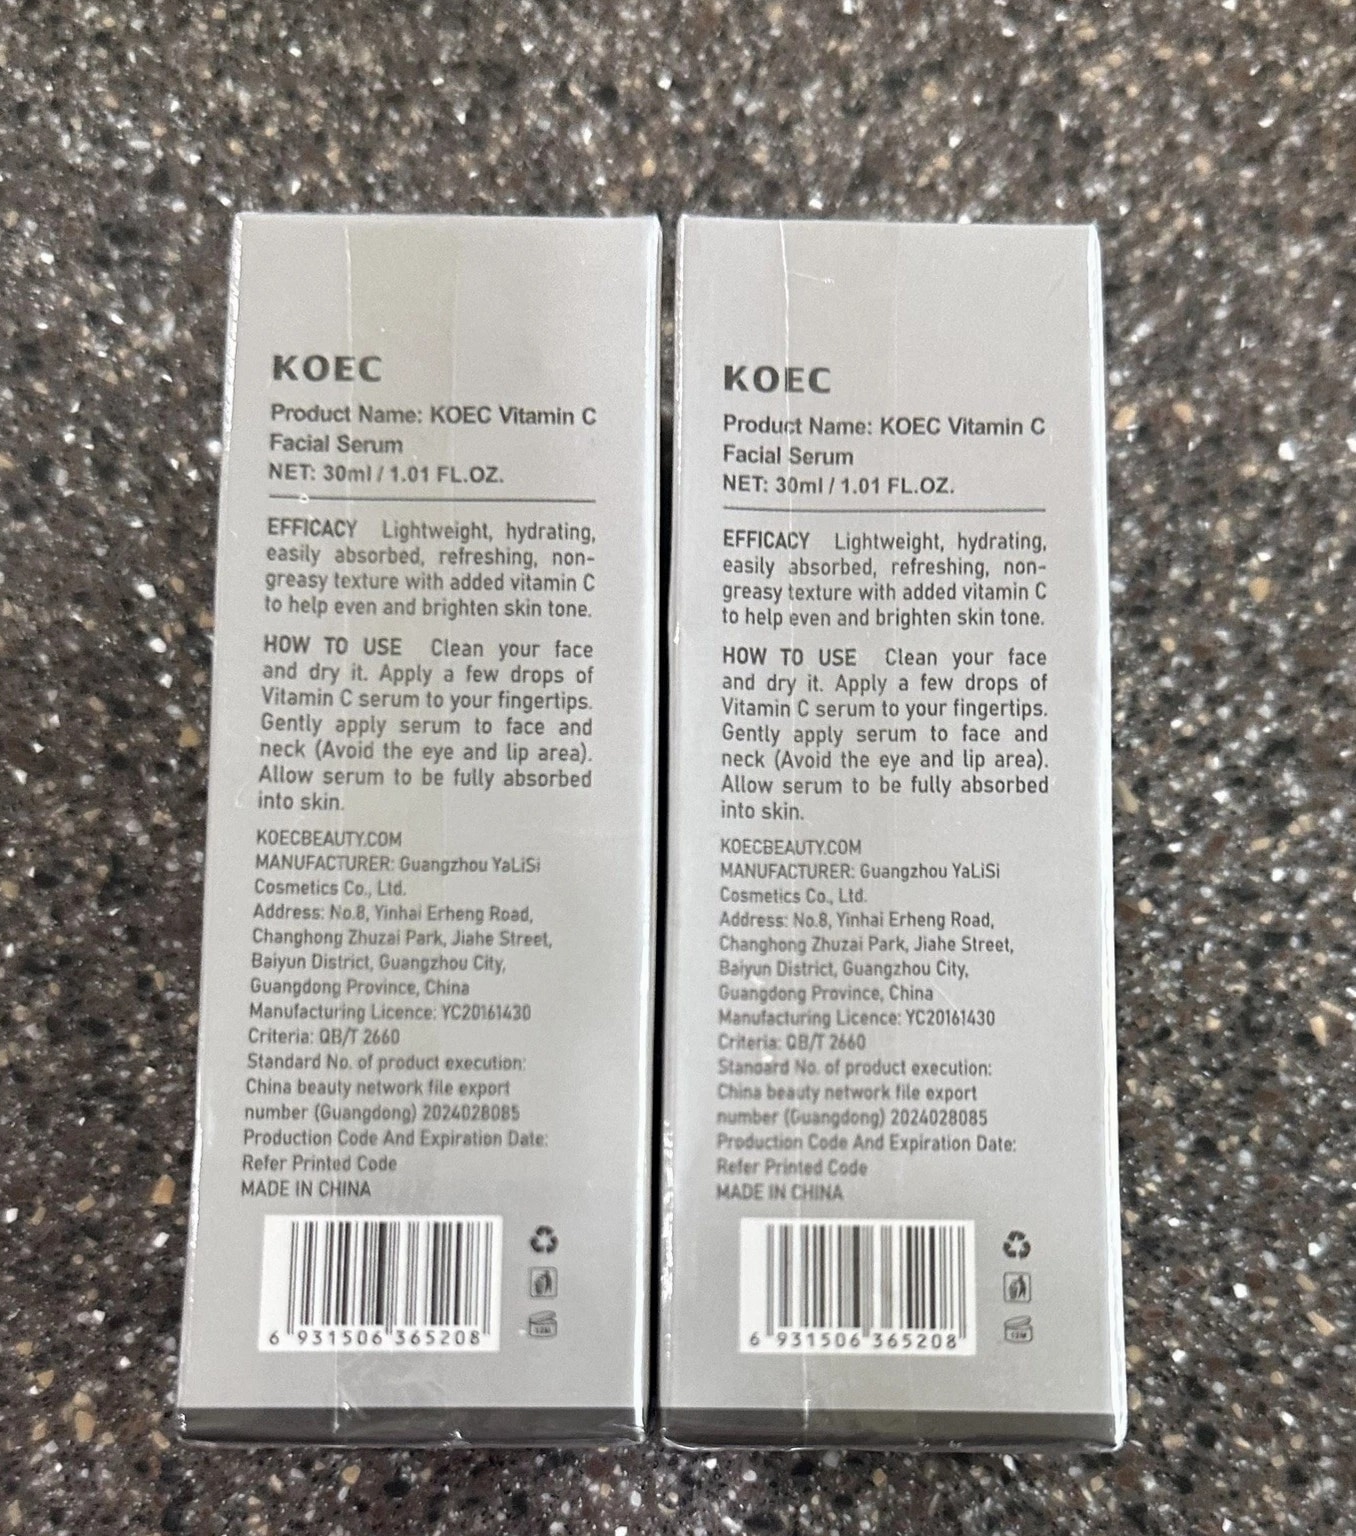 KOEC
Product Name: KOEC Vitamin C
Facial Serum
NET: 30ml / 1.01 FL.OZ.
EFFICACY Lightweight, hydrating,
easily absorbed, refreshing, non-
greasy texture with added vitamin C
to help even and brighten skin tone.
HOW TO USE Clean your face
and dry it. Apply a few drops of
Vitamin C serum to your fingertips.
Gently apply serum to face and
neck (Avoid the eye and lip area).
Allow serum to be fully absorbed
into skin.
KOECBEAUTY.COM
MANUFACTURER: Guangzhou YaLiSi
Cosmetics Co., Ltd.
Address: No.8, Yinhai Erheng Road,
Changhong Zhuzai Park, Jiahe Street,
Baiyun District, Guangzhou City,
Guangdong Province, China
Manufacturing Licence: YC20161430
Criteria: QB/T 2660
Standard No. of product execution:
China beauty network file export
number (Guangdong) 2024028085
Production Code And Expiration Date:
Refer Printed Code
MADE IN CHINA
6 931506 365208
12M
KOEC
Product Name: KOEC Vitamin C
Facial Serum
NET: 30ml / 1.01 FL.OZ.
EFFICACY Lightweight, hydrating,
easily absorbed, refreshing, non-
greasy texture with added vitamin C
to help even and brighten skin tone.
HOW TO USE Clean your face
and dry it. Apply a few drops of
Vitamin C serum to your fingertips.
Gently apply serum to face and
neck (Avoid the eye and lip area).
Allow serum to be fully absorbed
into skin.
KOECBEAUTY.COM
MANUFACTURER: Guangzhou YaLiSi
Cosmetics Co., Ltd.
Address: No.8, Yinhai Erheng Road,
Changhong Zhuzai Park, Jiahe Street,
Baiyun District, Guangzhou City,
Guangdong Province, China
Manufacturing Licence: YC20161430
Criteria: QB/T 2660
Standard No. of product execution:
China beauty network file export
number (Guangdong) 2024028085
Production Code And Expiration Date:
Refer Printed Code
MADE IN CHINA
6 931506 365208
12M